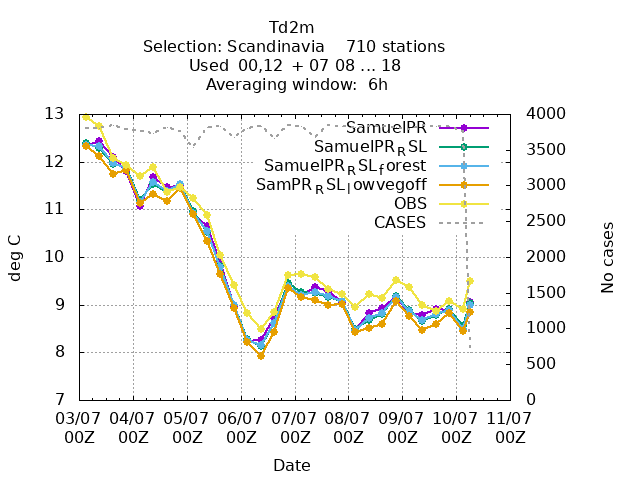 Td2m
Selection: Scandinavia 710 stations
Used 00,12 + 07 08 ... 18
Averaging window: 6h
SamuelPR
SamuelPR_RSL
SamuelPR_RSL_forest
SamPR_RSL_lowvegoff
OBS
CASES
13
12
11
10
9
8
7
deg C
4000
3500
3000
2500
2000
1500
1000
500
0
No cases
03/07 04/07 05/07 06/07 07/07 08/07 09/07 10/07 11/07
00Z 00Z 00Z 00Z 00Z 00Z 00Z 00Z 00Z
Date